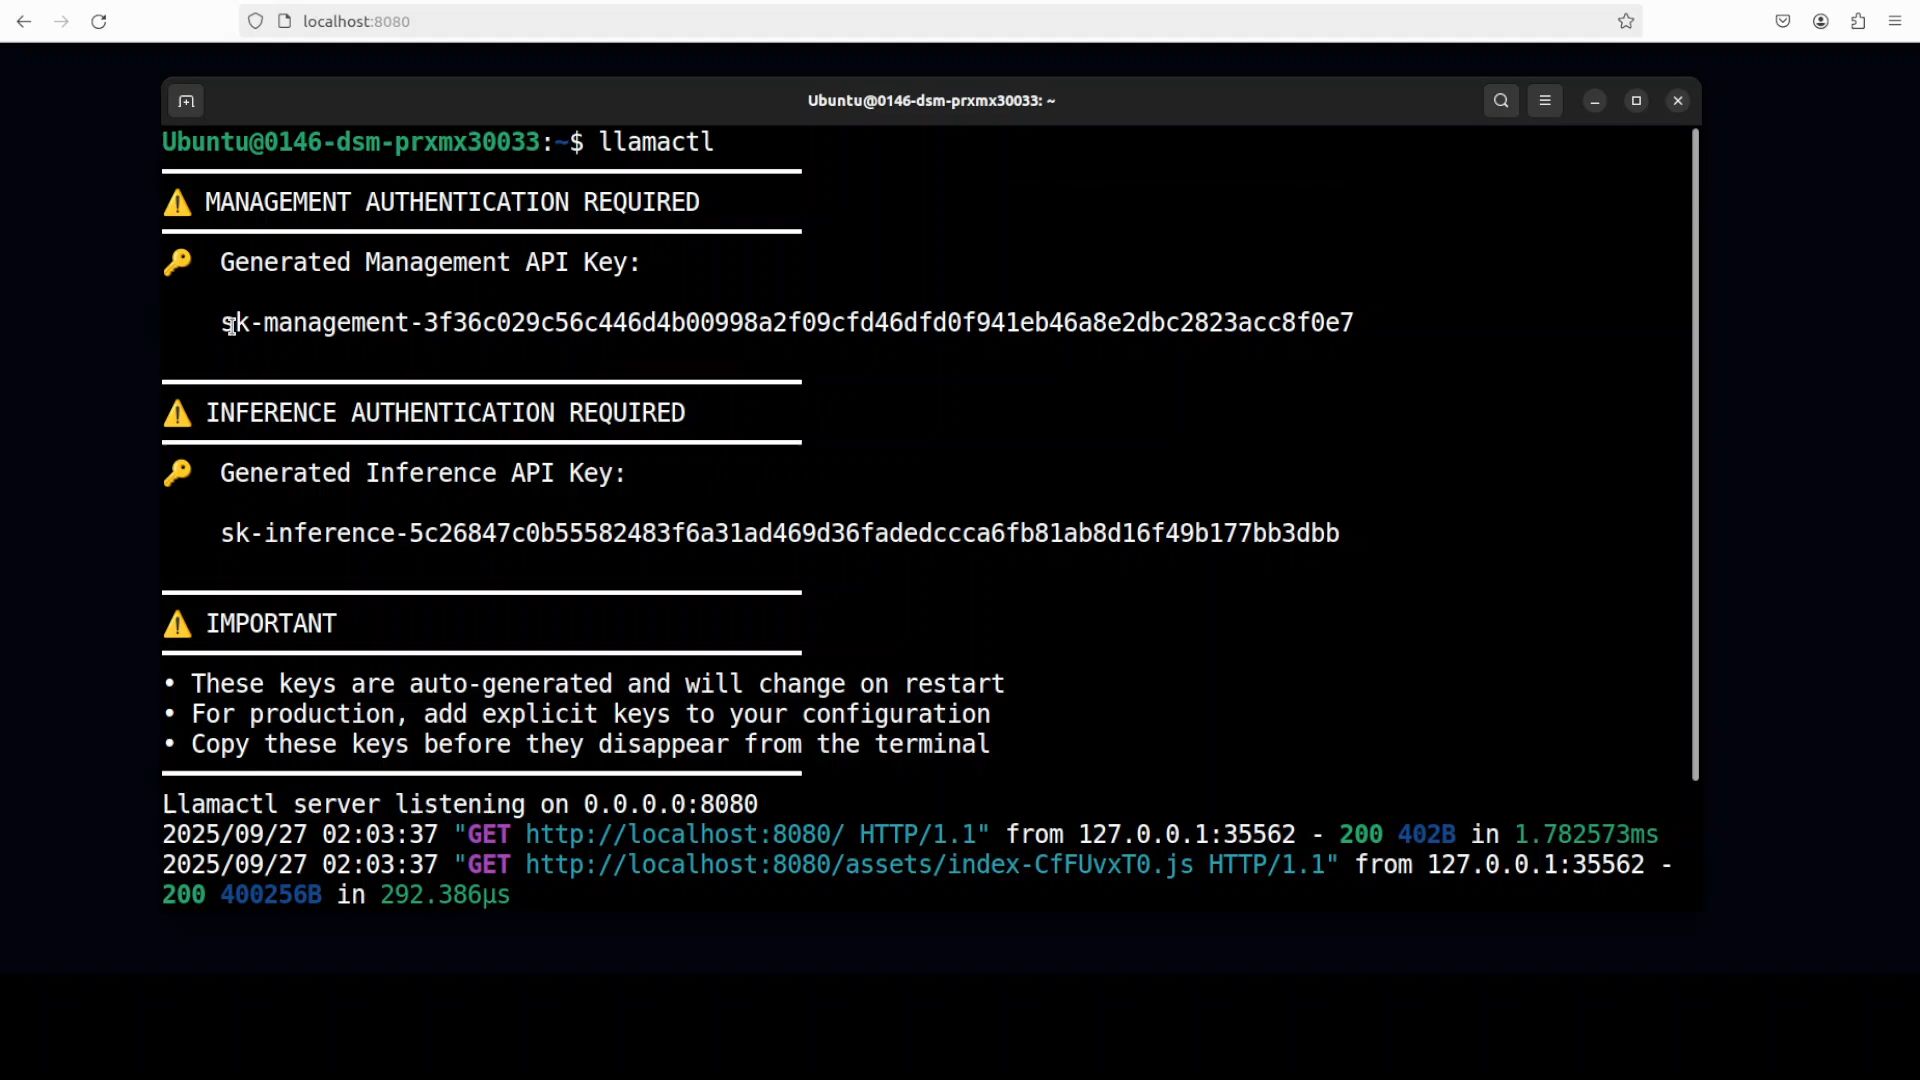 localhost:8080
Ubuntu@0146-dsm-prxmx30033: ~
Ubuntu@0146-dsm-prxmx30033:~$ llamactl
⚠️ MANAGEMENT AUTHENTICATION REQUIRED
🔑 Generated Management API Key:
sk-management-3f36c029c56c446d4b00998a2f09cfd46dfd0f941eb46a8e2dbc2823acc8f0e7
⚠️ INFERENCE AUTHENTICATION REQUIRED
🔑 Generated Inference API Key:
sk-inference-5c26847c0b55582483f6a31ad469d36fadedccca6fb81ab8d16f49b177bb3dbb
⚠️ IMPORTANT
• These keys are auto-generated and will change on restart
• For production, add explicit keys to your configuration
• Copy these keys before they disappear from the terminal
Llamactl server listening on 0.0.0.0:8080
2025/09/27 02:03:37 "GET http://localhost:8080/ HTTP/1.1" from 127.0.0.1:35562 - 200 402B in 1.782573ms
2025/09/27 02:03:37 "GET http://localhost:8080/assets/index-CfFUvxT0.js HTTP/1.1" from 127.0.0.1:35562 -
200 400256B in 292.386µs